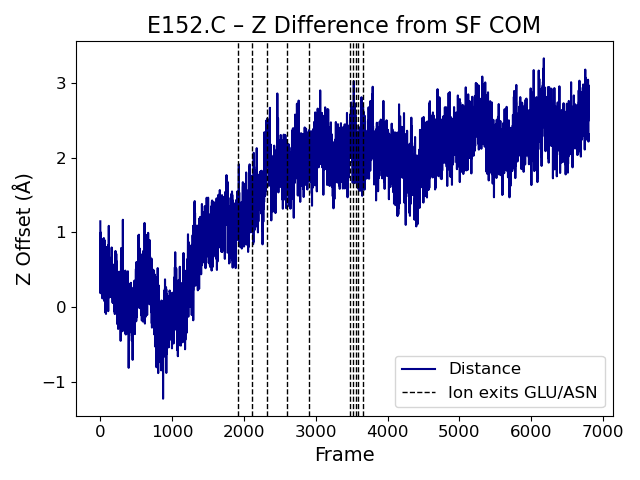 E152.C – Z Difference from SF COM
Z Offset (Å)
3
2
1
0
−1
0 1000 2000 3000 4000 5000 6000 7000
Frame
Distance
Ion exits GLU/ASN